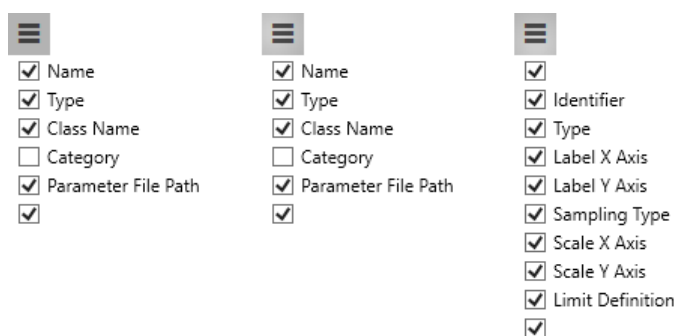 Name
Type
Class Name
Category
Parameter File Path
Name
Type
Class Name
Category
Parameter File Path
Identifier
Type
Label X Axis
Label Y Axis
Sampling Type
Scale X Axis
Scale Y Axis
Limit Definition